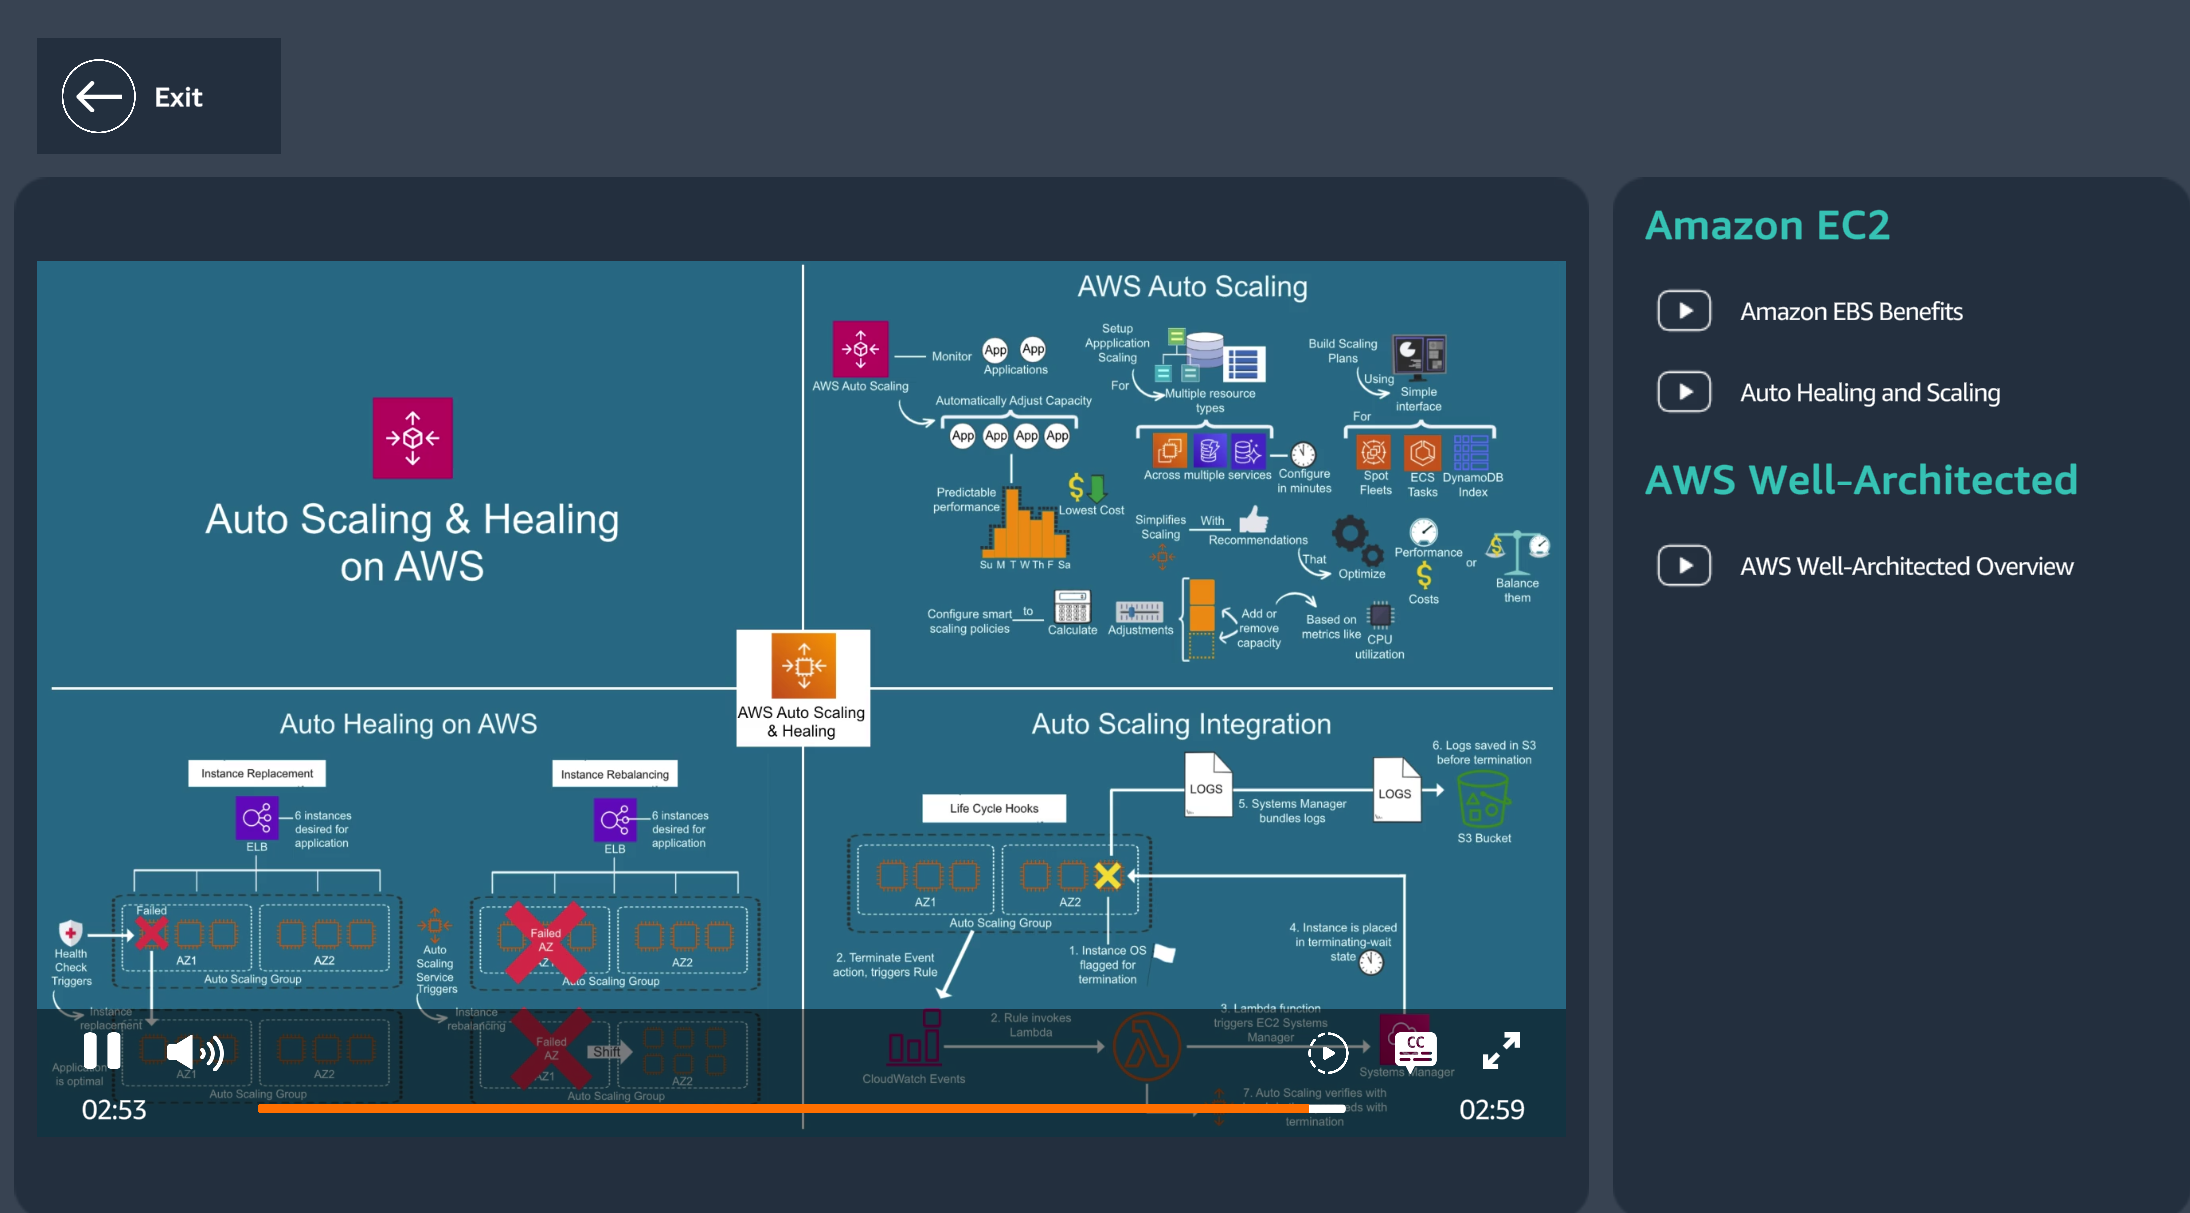 Exit
Auto Scaling & Healing
on AWS
AWS Auto Scaling
AWS Auto Scaling
Monitor
App
App
Applications
Automatically Adjust Capacity
App
App
App
App
Predictable
performance
Su M T W Th F Sa
$
Lowest Cost
Setup
Appplication
Scaling
For
Multiple resource
types
Across multiple services
Configure
in minutes
Build Scaling
Plans
Using
Simple
interface
For
Spot
Fleets
ECS
Tasks
DynamoDB
Index
Simplifies
Scaling
With
Recommendations
That
Optimize
Performance
or
$
Costs
$
Balance
them
Configure smart
scaling policies
to
Calculate
Adjustments
Add or
remove
capacity
Based on
metrics like
CPU
utilization
AWS Auto Scaling
& Healing
Auto Healing on AWS
Instance Replacement
6 instances
desired for
application
ELB
Failed
AZ1
AZ2
Auto Scaling Group
Health
Check
Triggers
Instance
replacement
Application
is optimal
AZ1
AZ2
Auto Scaling Group
Instance Rebalancing
6 instances
desired for
application
ELB
Failed
AZ
AZ1
AZ2
Auto Scaling Group
Auto
Scaling
Service
Triggers
Instance
rebalancing
Failed
AZ
AZ1
Shift
AZ2
Auto Scaling Group
Auto Scaling Integration
Life Cycle Hooks
AZ1
AZ2
Auto Scaling Group
1. Instance OS
flagged for
termination
2. Terminate Event
action, triggers Rule
CloudWatch Events
2. Rule invokes
Lambda
3. Lambda function
triggers EC2 Systems
Manager
Systems Manager
4. Instance is placed
in terminating-wait
state
LOGS
5. Systems Manager
bundles logs
LOGS
6. Logs saved in S3
before termination
S3 Bucket
7. Auto Scaling verifies with
with
termination
CC
02:53
02:59
Amazon EC2
Amazon EBS Benefits
Auto Healing and Scaling
AWS Well-Architected
AWS Well-Architected Overview